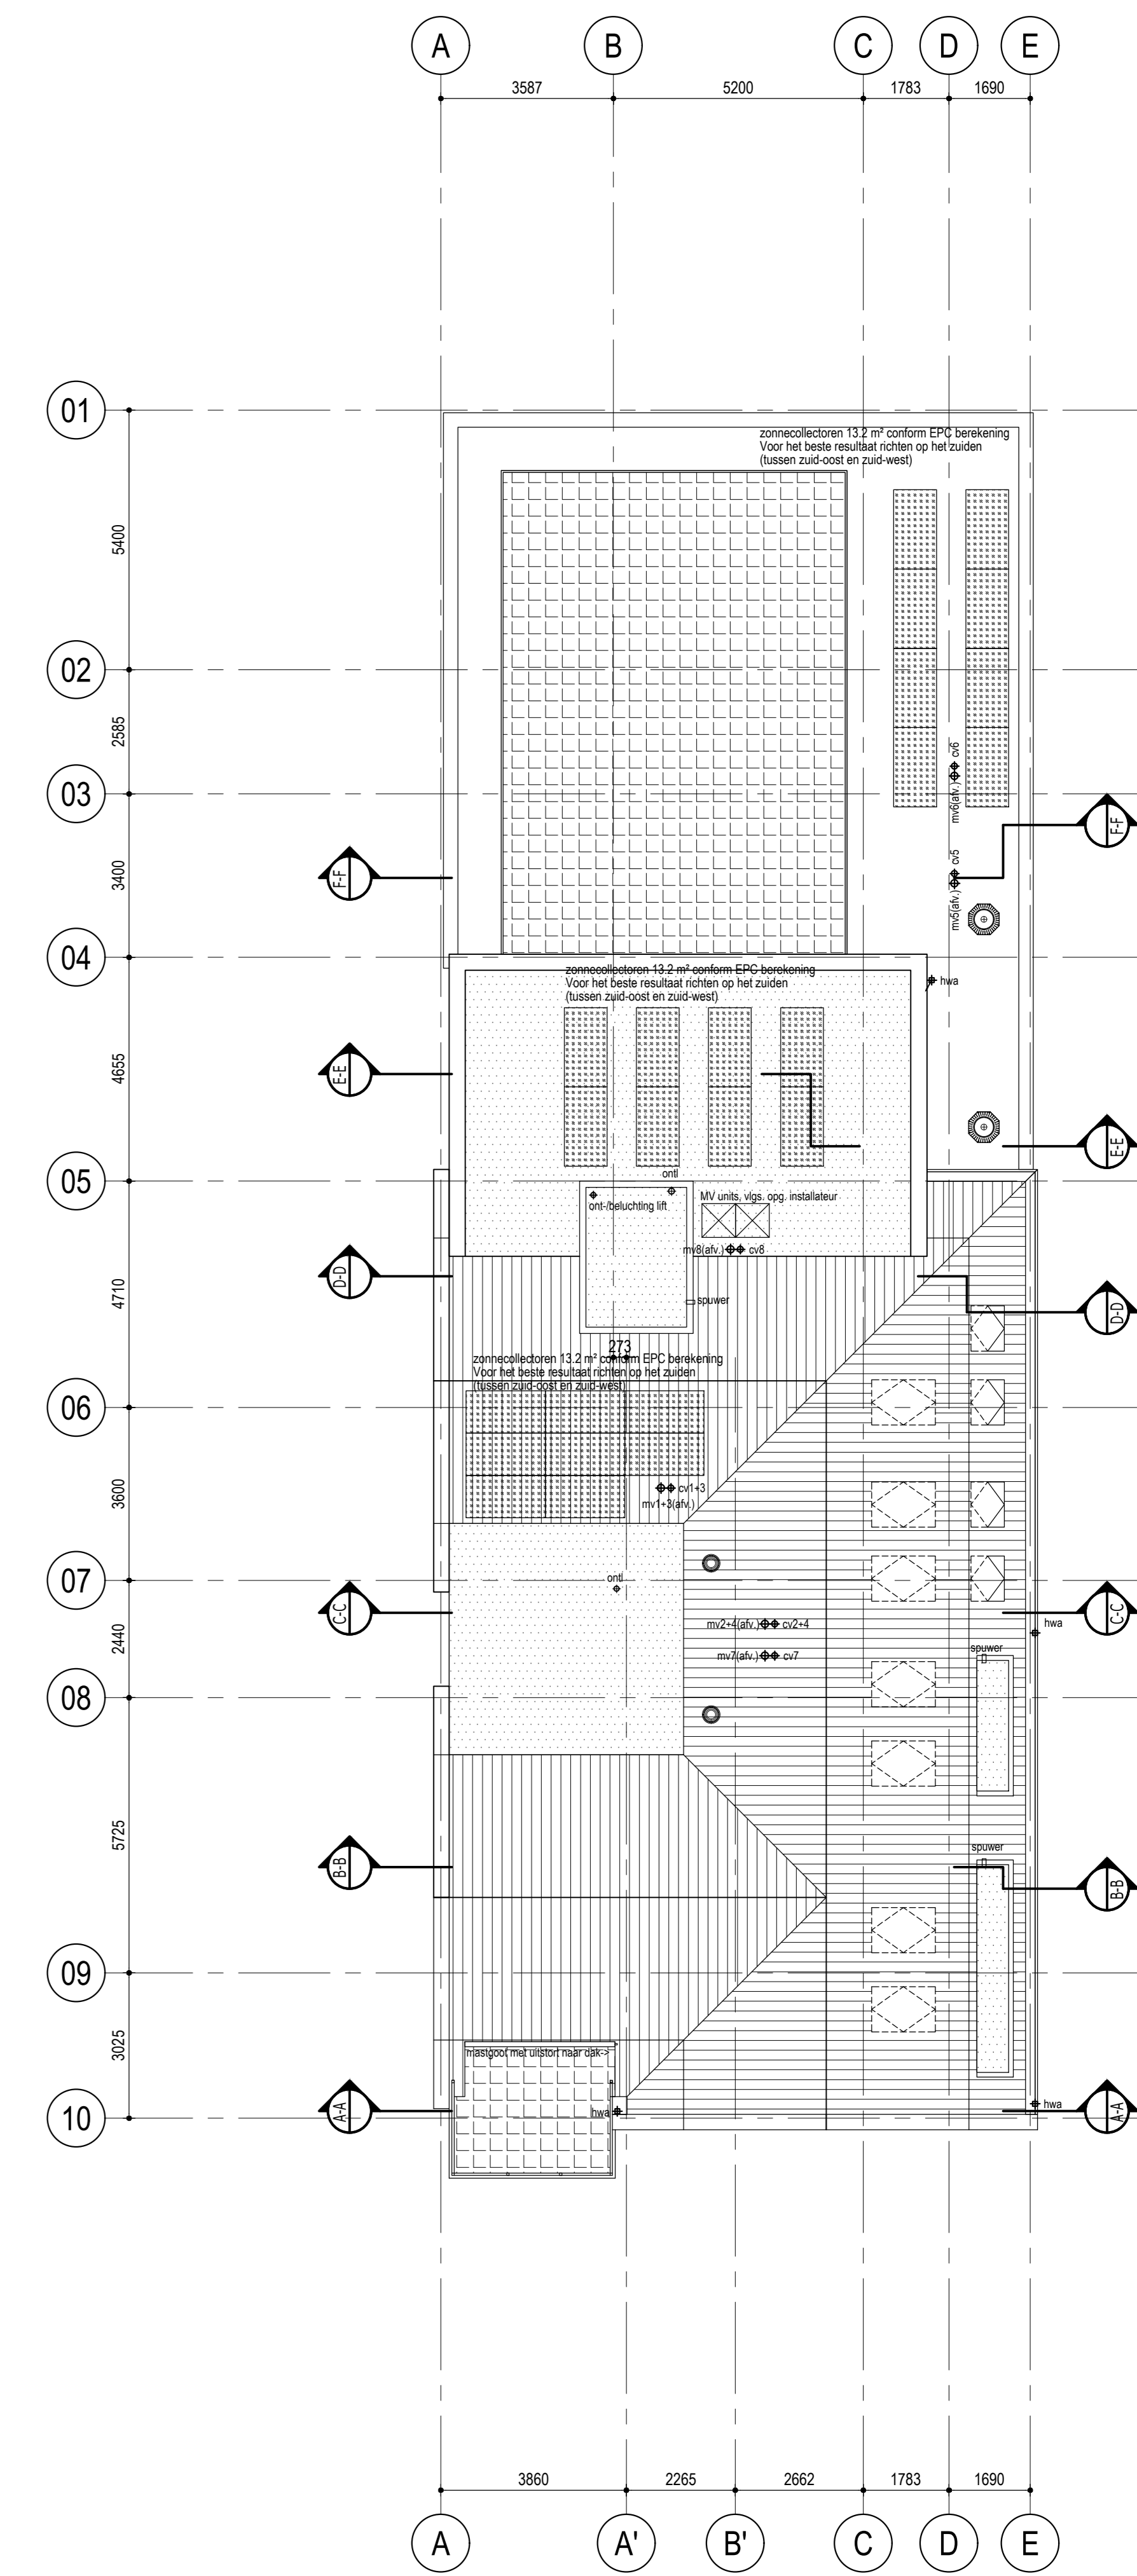 A B C D E
3587 5200 1783 1690
01
zonnecollectoren 13.2 m² conform EPC berekening
Voor het beste resultaat richten op het zuiden
(tussen zuid-oost en zuid-west)
5400
02
2585
cv6
mv6(afv.)
03
F-F
3400
cv5
mv5(afv.)
F-F
04
zonnecollectoren 13.2 m² conform EPC berekening
Voor het beste resultaat richten op het zuiden
(tussen zuid-oost en zuid-west)
hwa
4655
E-E
E-E
05
ontl
ont-/beluchting lift
MV units, vlgs. opg. installateur
mv8(afv.) cv8
D-D
4710
spuwer
D-D
273
zonnecollectoren 13.2 m² conform EPC berekening
Voor het beste resultaat richten op het zuiden
(tussen zuid-oost en zuid-west)
06
3600
cv1+3
mv1+3(afv.)
07
ontl
C-C
C-C
hwa
2440
mv2+4(afv.) cv2+4
mv7(afv.) cv7
spuwer
08
5725
spuwer
B-B
B-B
09
3025
mastgoot met uitstort naar dak->
A-A
hwa
hwa
A-A
10
3860 2265 2662 1783 1690
A A' B' C D E